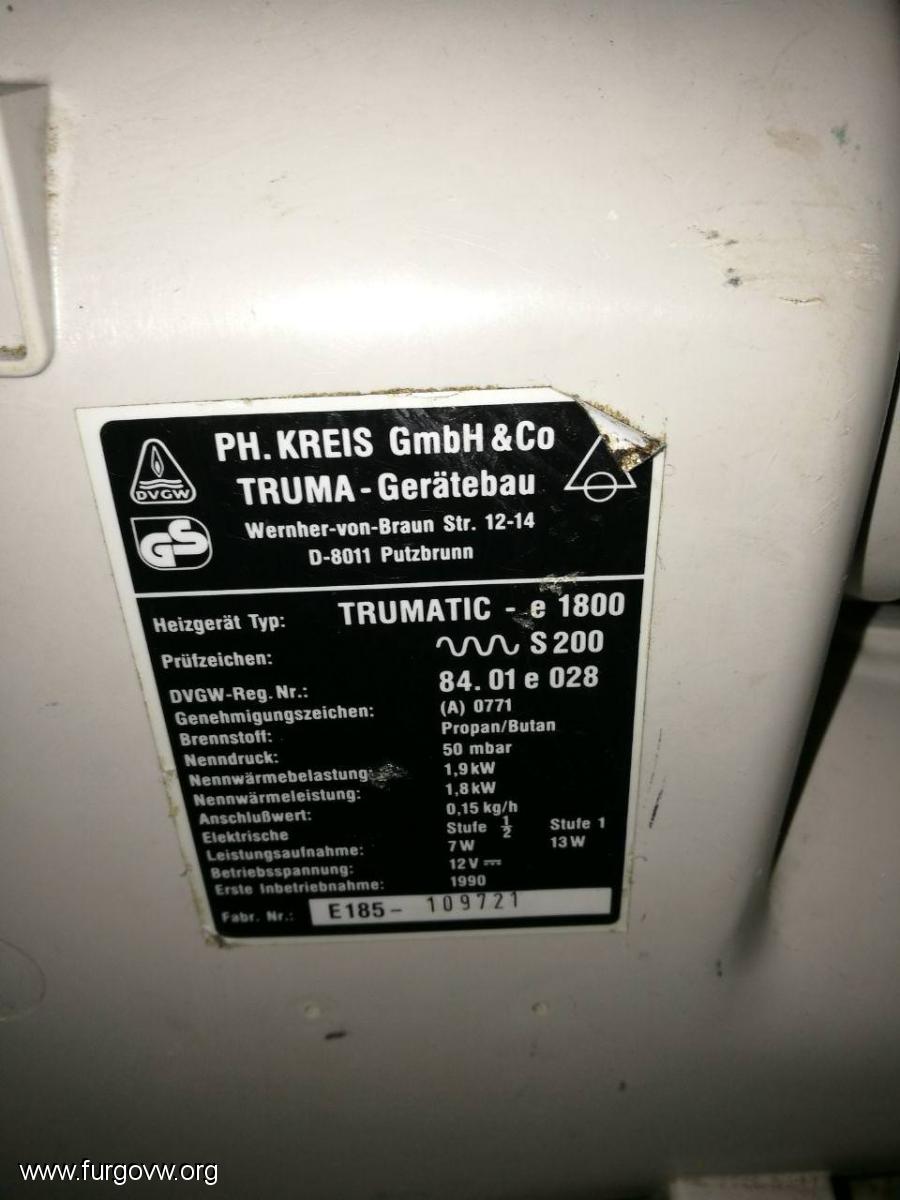 PH. KREIS GmbH & Co
TRUMA - Gerätebau
Wernher-von-Braun Str. 12-14
D-8011 Putzbrunn
DVGW
GS
Heizgerät Typ: TRUMATIC - e 1800
Prüfzeichen: S 200
DVGW-Reg. Nr.: 84. 01 e 028
Genehmigungszeichen: (A) 0771
Brennstoff: Propan/Butan
Nenndruck: 50 mbar
Nennwärmebelastung: 1,9 kW
Nennwärmeleistung: 1,8 kW
Anschlußwert: 0,15 kg/h
Elektrische Stufe 1/2 Stufe 1
Leistungsaufnahme: 7 W 13 W
Betriebsspannung: 12 V
Erste Inbetriebnahme: 1990
Fabr. Nr.: E185- 109721
www.furgovw.org